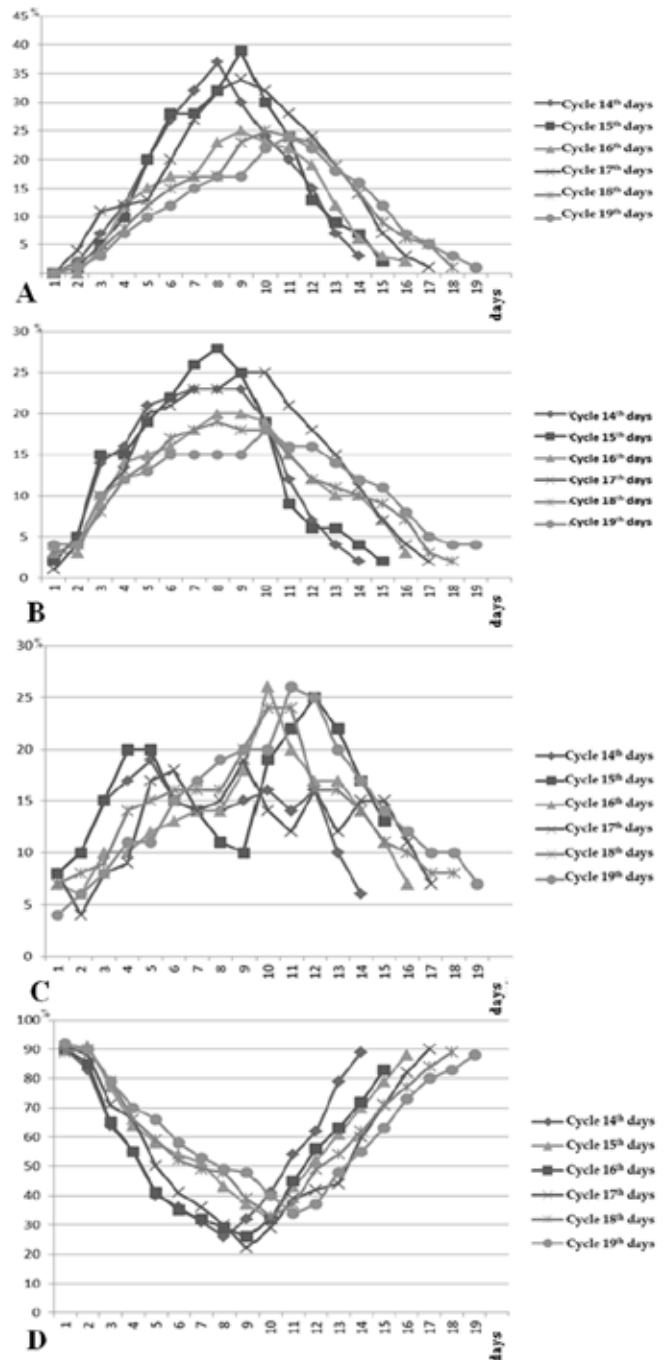 45%
40
35
30
25
20
15
10
5
A
1 2 3 4 5 6 7 8 9 10 11 12 13 14 15 16 17 18 19 days
Cycle 14th days
Cycle 15th days
Cycle 16th days
Cycle 17th days
Cycle 18th days
Cycle 19th days
30%
25
20
15
10
5
0
B
1 2 3 4 5 6 7 8 9 10 11 12 13 14 15 16 17 18 19 days
Cycle 14th days
Cycle 15th days
Cycle 16th days
Cycle 17th days
Cycle 18th days
Cycle 19th days
30%
25
20
15
10
5
0
C
1 2 3 4 5 6 7 8 9 10 11 12 13 14 15 16 17 18 19 days
Cycle 14th days
Cycle 15th days
Cycle 16th days
Cycle 17th days
Cycle 18th days
Cycle 19th days
100%
90
80
70
60
50
40
30
20
10
0
D
1 2 3 4 5 6 7 8 9 10 11 12 13 14 15 16 17 18 19 days
Cycle 14th days
Cycle 15th days
Cycle 16th days
Cycle 17th days
Cycle 18th days
Cycle 19th days